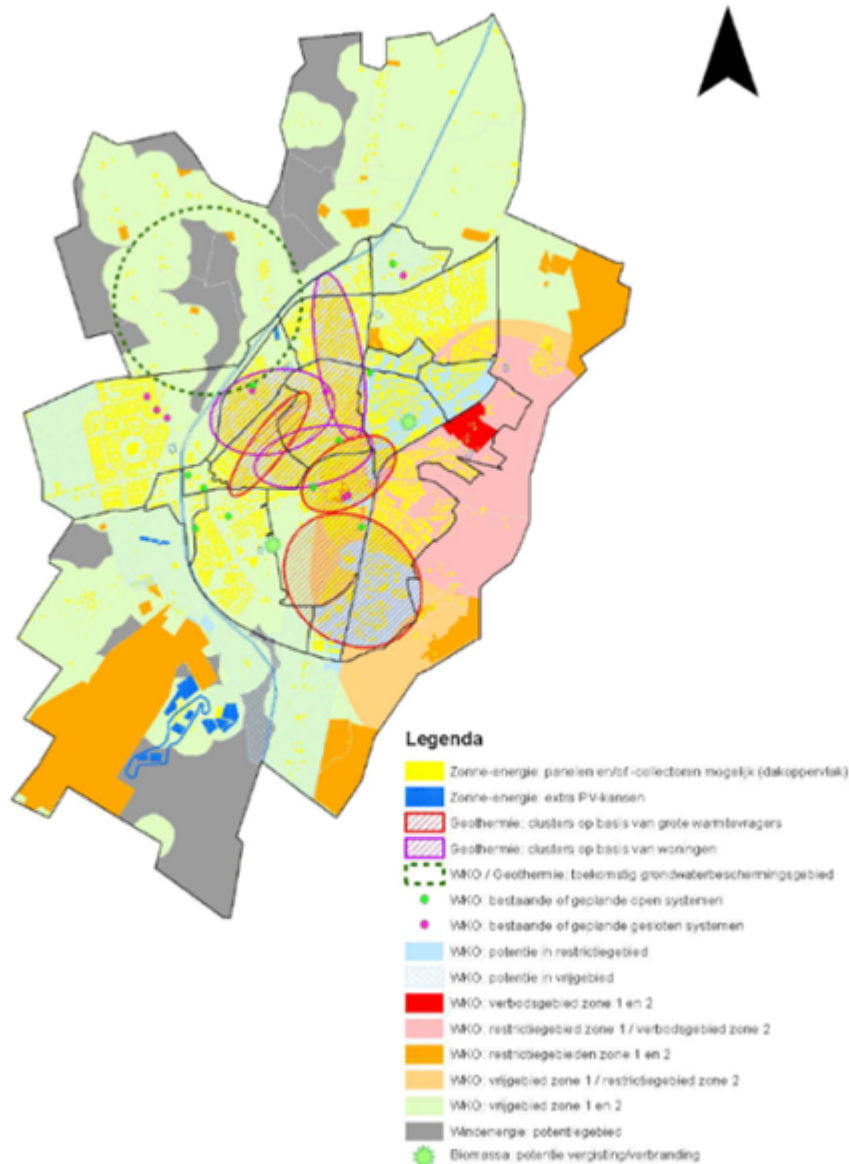 Legenda
Zonne-energie: panelen en/of -collectoren mogelijk (dakoppervlak)
Zonne-energie: extra PV-kansen
Geothermie: clusters op basis van grote warmtevragers
Geothermie: clusters op basis van woningen
WKO / Geothermie: toekomstig grondwaterbeschermingsgebied
WKO: bestaande of geplande open systemen
WKO: bestaande of geplande gesloten systemen
WKO: potentie in restrictiegebied
WKO: potentie in vrijgebied
WKO: verbodsgebied zone 1 en 2
WKO: restrictiegebied zone 1 / verbodsgebied zone 2
WKO: restrictiegebieden zone 1 en 2
WKO: vrijgebied zone 1 / restrictiegebied zone 2
WKO: vrijgebied zone 1 en 2
Windenergie: potentiegebied
Biomassa: potentie vergisting/verbranding